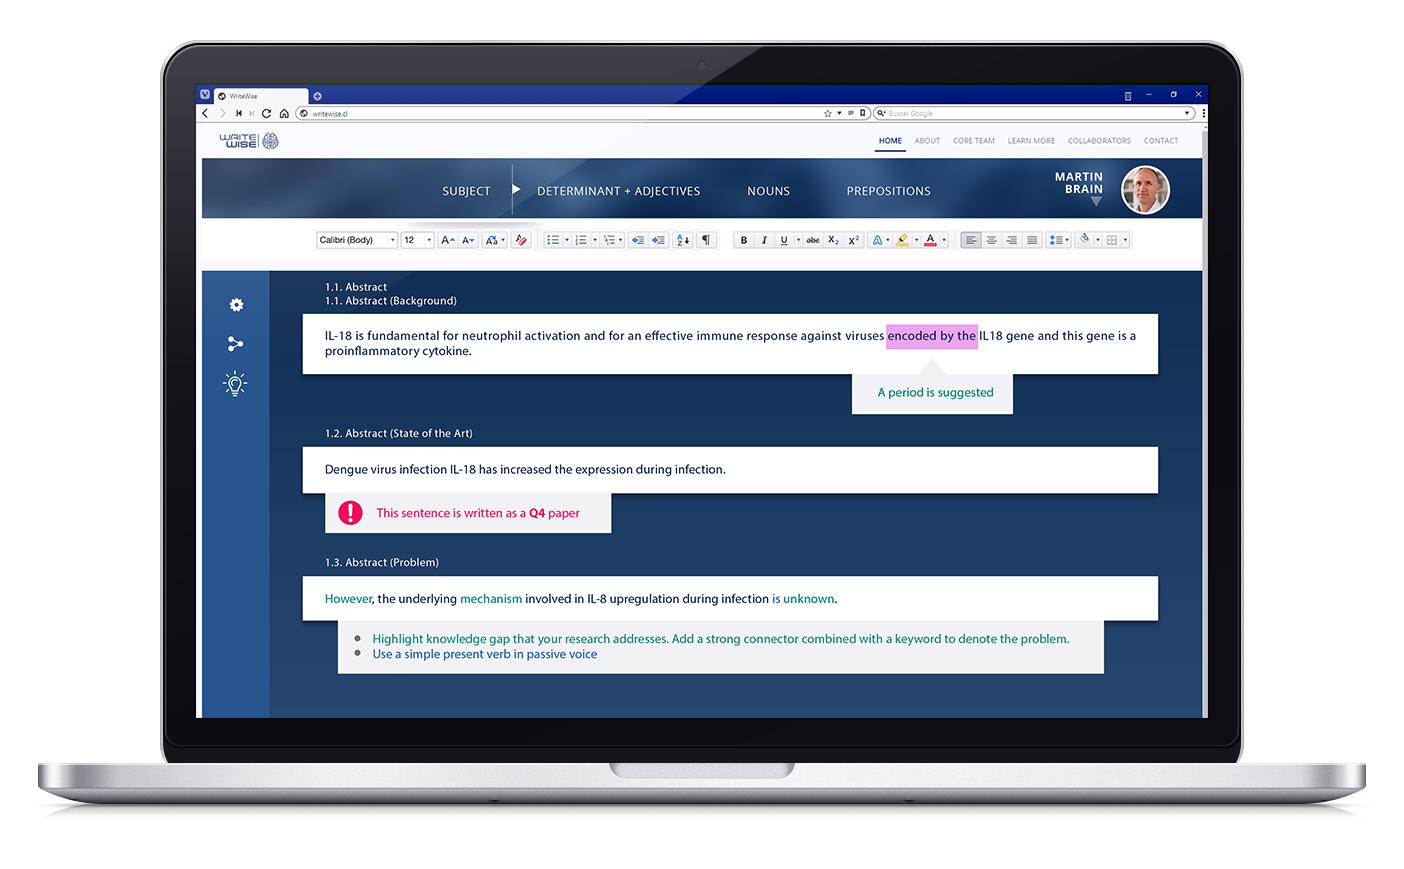 WriteWise
writewise.cl
Buscar Google
WRITE
WISE
HOME ABOUT CORE TEAM LEARN MORE COLLABORATORS CONTACT
SUBJECT DETERMINANT + ADJECTIVES NOUNS PREPOSITIONS
MARTIN
BRAIN
Calibri (Body) 12 A A Aa A Z ¶ B I U abc X2 X2 A A
1.1. Abstract
1.1. Abstract (Background)
IL-18 is fundamental for neutrophil activation and for an effective immune response against viruses encoded by the IL18 gene and this gene is a
proinflammatory cytokine.
A period is suggested
1.2. Abstract (State of the Art)
Dengue virus infection IL-18 has increased the expression during infection.
This sentence is written as a Q4 paper
1.3. Abstract (Problem)
However, the underlying mechanism involved in IL-8 upregulation during infection is unknown.
Highlight knowledge gap that your research addresses. Add a strong connector combined with a keyword to denote the problem.
Use a simple present verb in passive voice